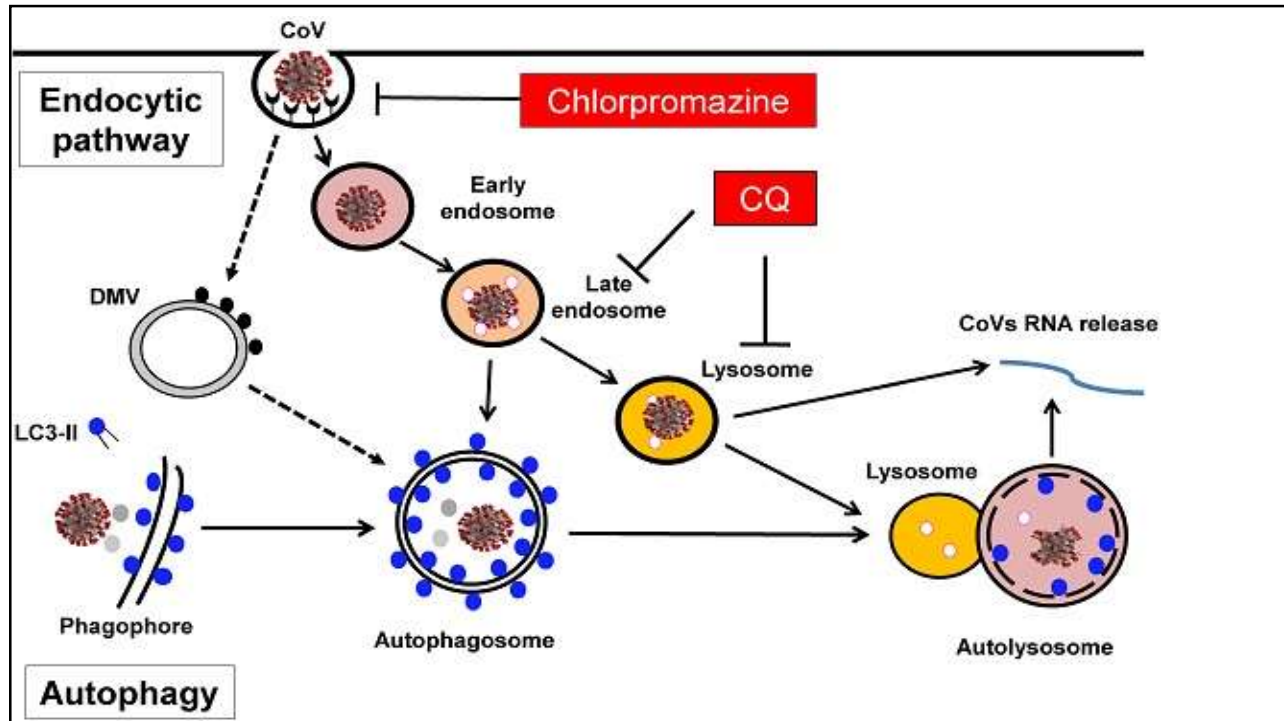 CoV
Endocytic
pathway
Chlorpromazine
Early
endosome
CQ
DMV
Late
endosome
CoVs RNA release
Lysosome
LC3-II
Lysosome
Phagophore
Autophagosome
Autolysosome
Autophagy